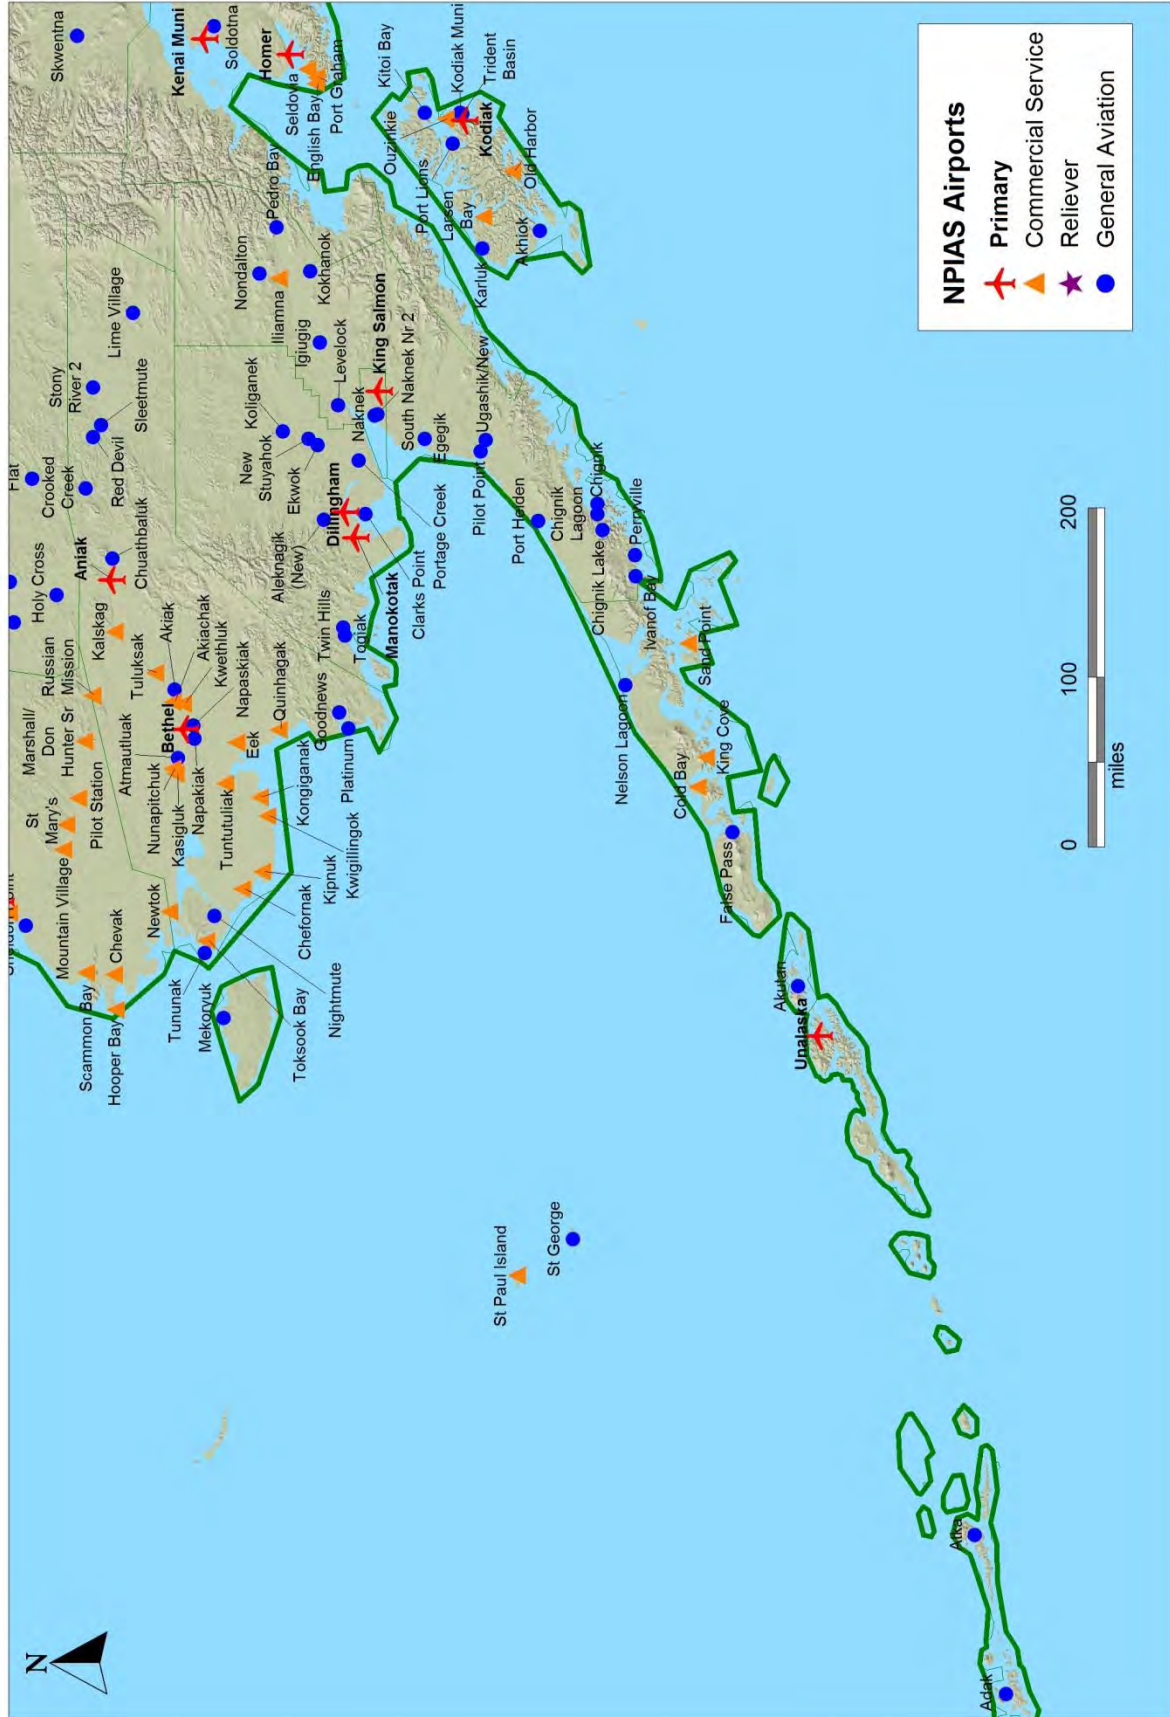 N
Hooper Bay
Scammon Bay
Chevak
Mountain Village
St
Mary's
Pilot Station
Marshall/
Don
Hunter Sr
Russian
Mission
Holy Cross
Flat
Crooked
Creek
Red Devil
Stony
River 2
Sleetmute
Lime Village
Skwentna
Aniak
Chuathbaluk
Kalskag
Tuluksak
Akiak
Akiachak
Kwethluk
Bethel
Napaskiak
Atmautluak
Nunapitchuk
Kasigluk
Napakiak
Newtok
Tununak
Mekoryuk
Toksook Bay
Nightmute
Chefornak
Kipnuk
Kwigillingok
Kongiganak
Tuntutuliak
Eek
Quinhagak
Goodnews
Platinum
Twin Hills
Togiak
Manokotak
Aleknagik
(New)
Dillingham
Clarks Point
Portage Creek
Ekwok
New
Stuyahok
Koliganek
Levelock
Igiugig
Naknek
King Salmon
South Naknek Nr 2
Egegik
Kokhanok
Iliamna
Nondalton
Pedro Bay
Kenai Muni
Soldotna
Homer
Seldovia
English Bay
Port Graham
Kitoi Bay
Ouzinkie
Kodiak Muni
Trident
Basin
Kodiak
Port Lions
Larsen
Bay
Old Harbor
Karluk
Akhiok
Ugashik/New
Pilot Point
Port Heiden
Chignik
Lagoon
Chignik
Chignik Lake
Perryville
Ivanof Bay
Sand Point
Nelson Lagoon
King Cove
Cold Bay
False Pass
Akutan
Unalaska
St Paul Island
St George
Atka
Adak
NPIAS Airports
Primary
Commercial Service
Reliever
General Aviation
0
100
200
miles